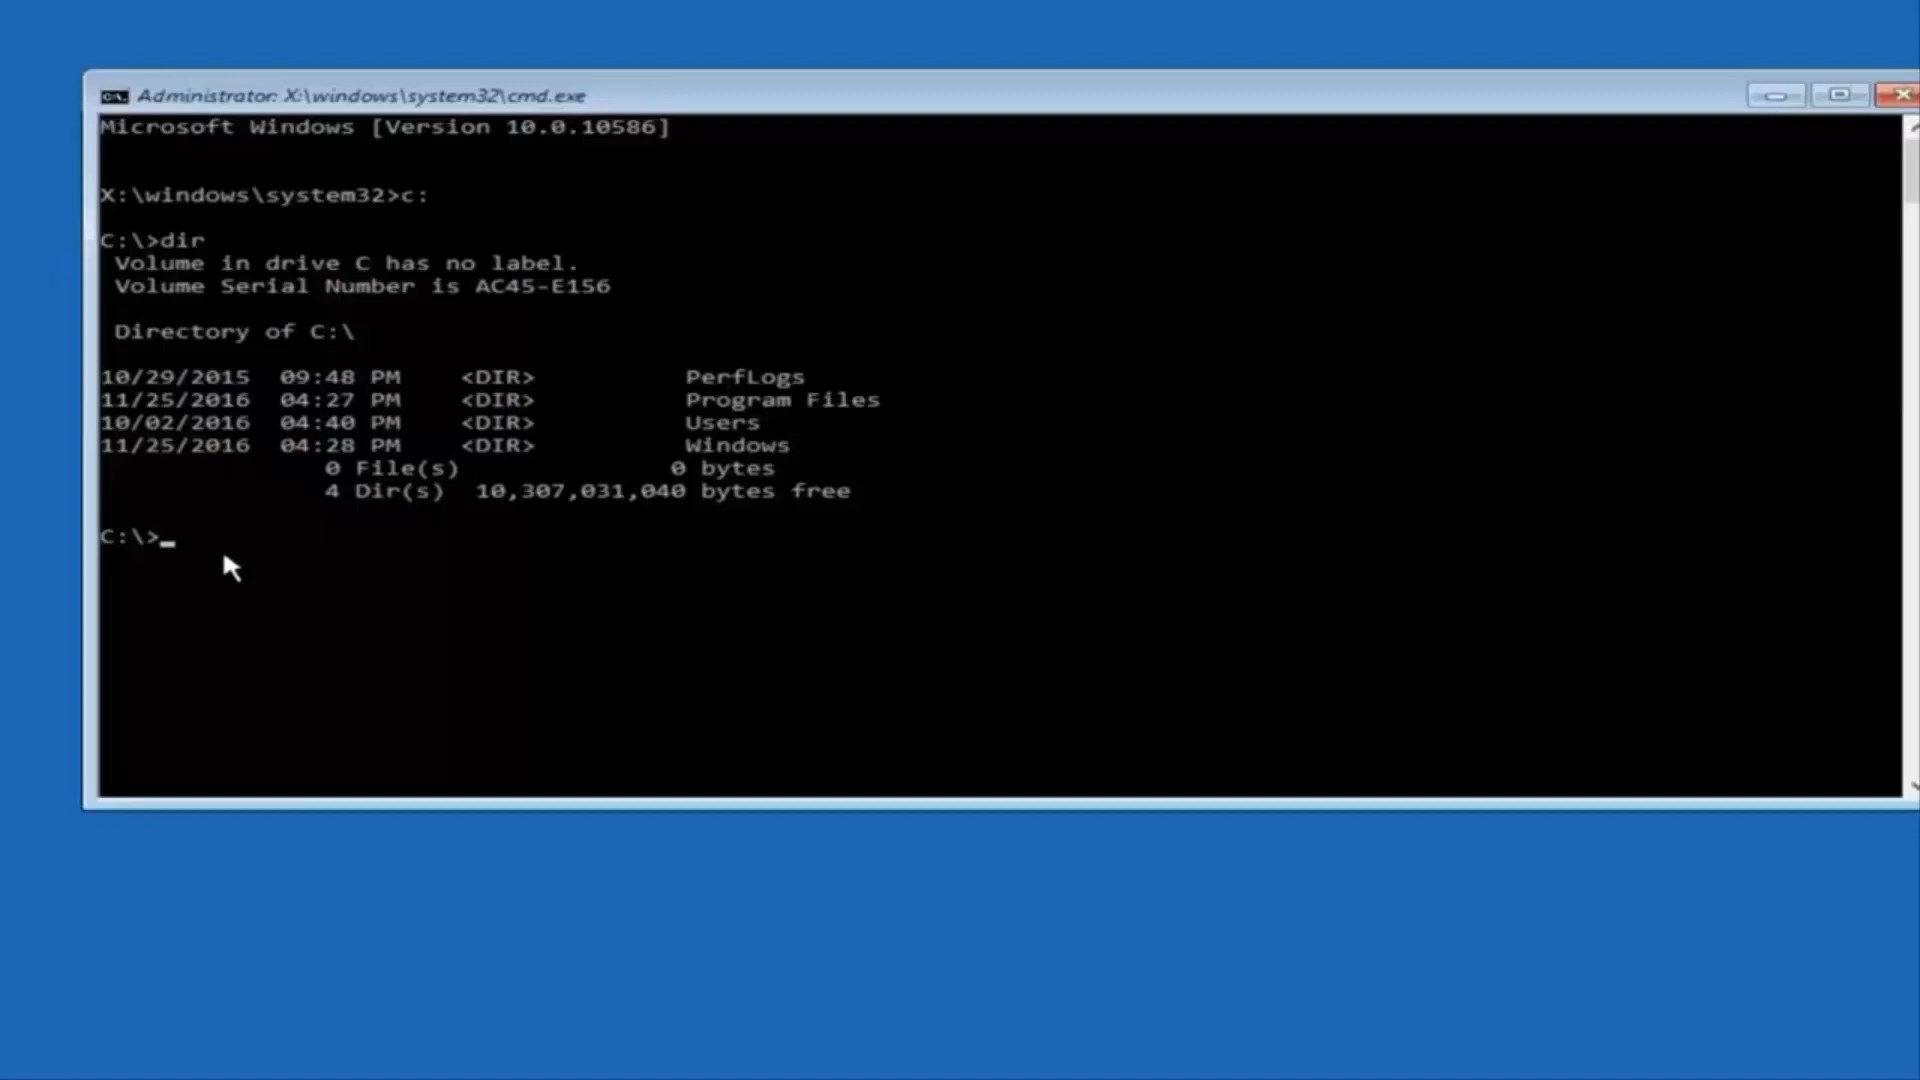 Administrator: X:\windows\system32\cmd.exe
Microsoft Windows [Version 10.0.10586]
X:\windows\system32>c:
C:\>dir
Volume in drive C has no label.
Volume Serial Number is AC45-E156
Directory of C:\
10/29/2015  09:48 PM    <DIR>          PerfLogs
11/25/2016  04:27 PM    <DIR>          Program Files
10/02/2016  04:40 PM    <DIR>          Users
11/25/2016  04:28 PM    <DIR>          Windows
0 File(s)              0 bytes
4 Dir(s)  10,307,031,040 bytes free
C:\>